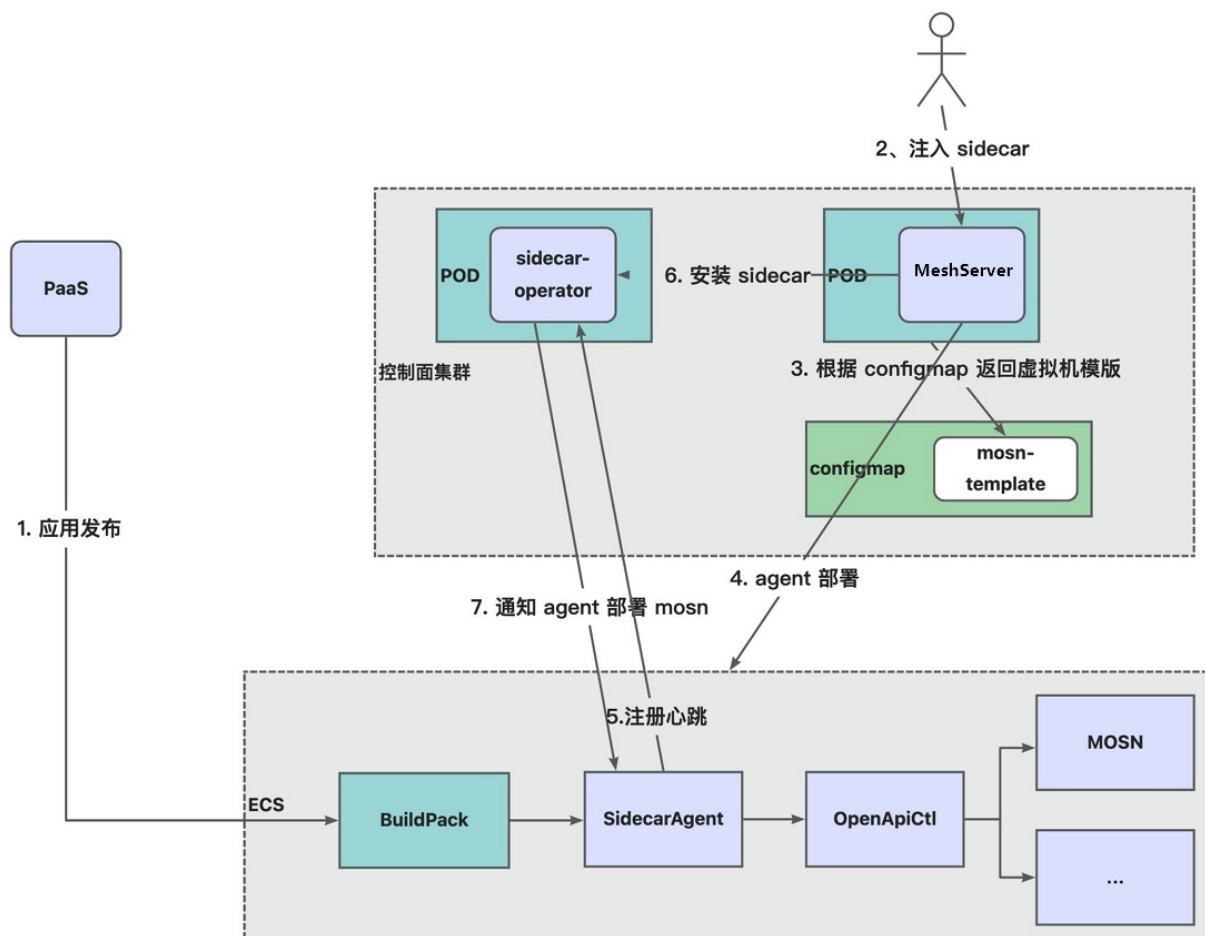 2、注入 sidecar
PaaS
POD
sidecar-
operator
6. 安装 sidecar
POD
MeshServer
控制面集群
3. 根据 configmap 返回虚拟机模版
configmap
mosn-
template
1. 应用发布
4. agent 部署
7. 通知 agent 部署 mosn
5.注册心跳
ECS
BuildPack
SidecarAgent
OpenApiCtl
MOSN
...